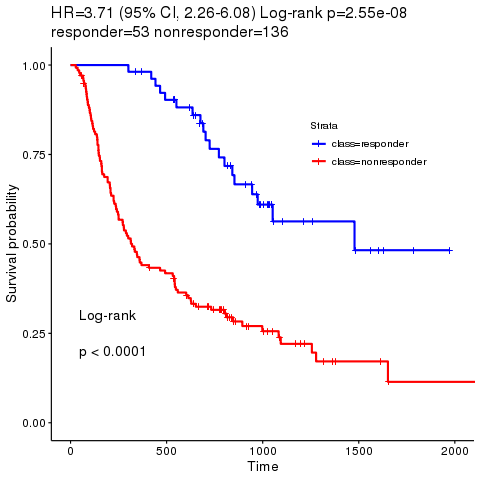 HR=3.71 (95% CI, 2.26-6.08) Log-rank p=2.55e-08
responder=53 nonresponder=136
1.00
0.75
0.50
0.25
0.00
Survival probability
Strata
class=responder
class=nonresponder
Log-rank
p < 0.0001
0 500 1000 1500 2000
Time